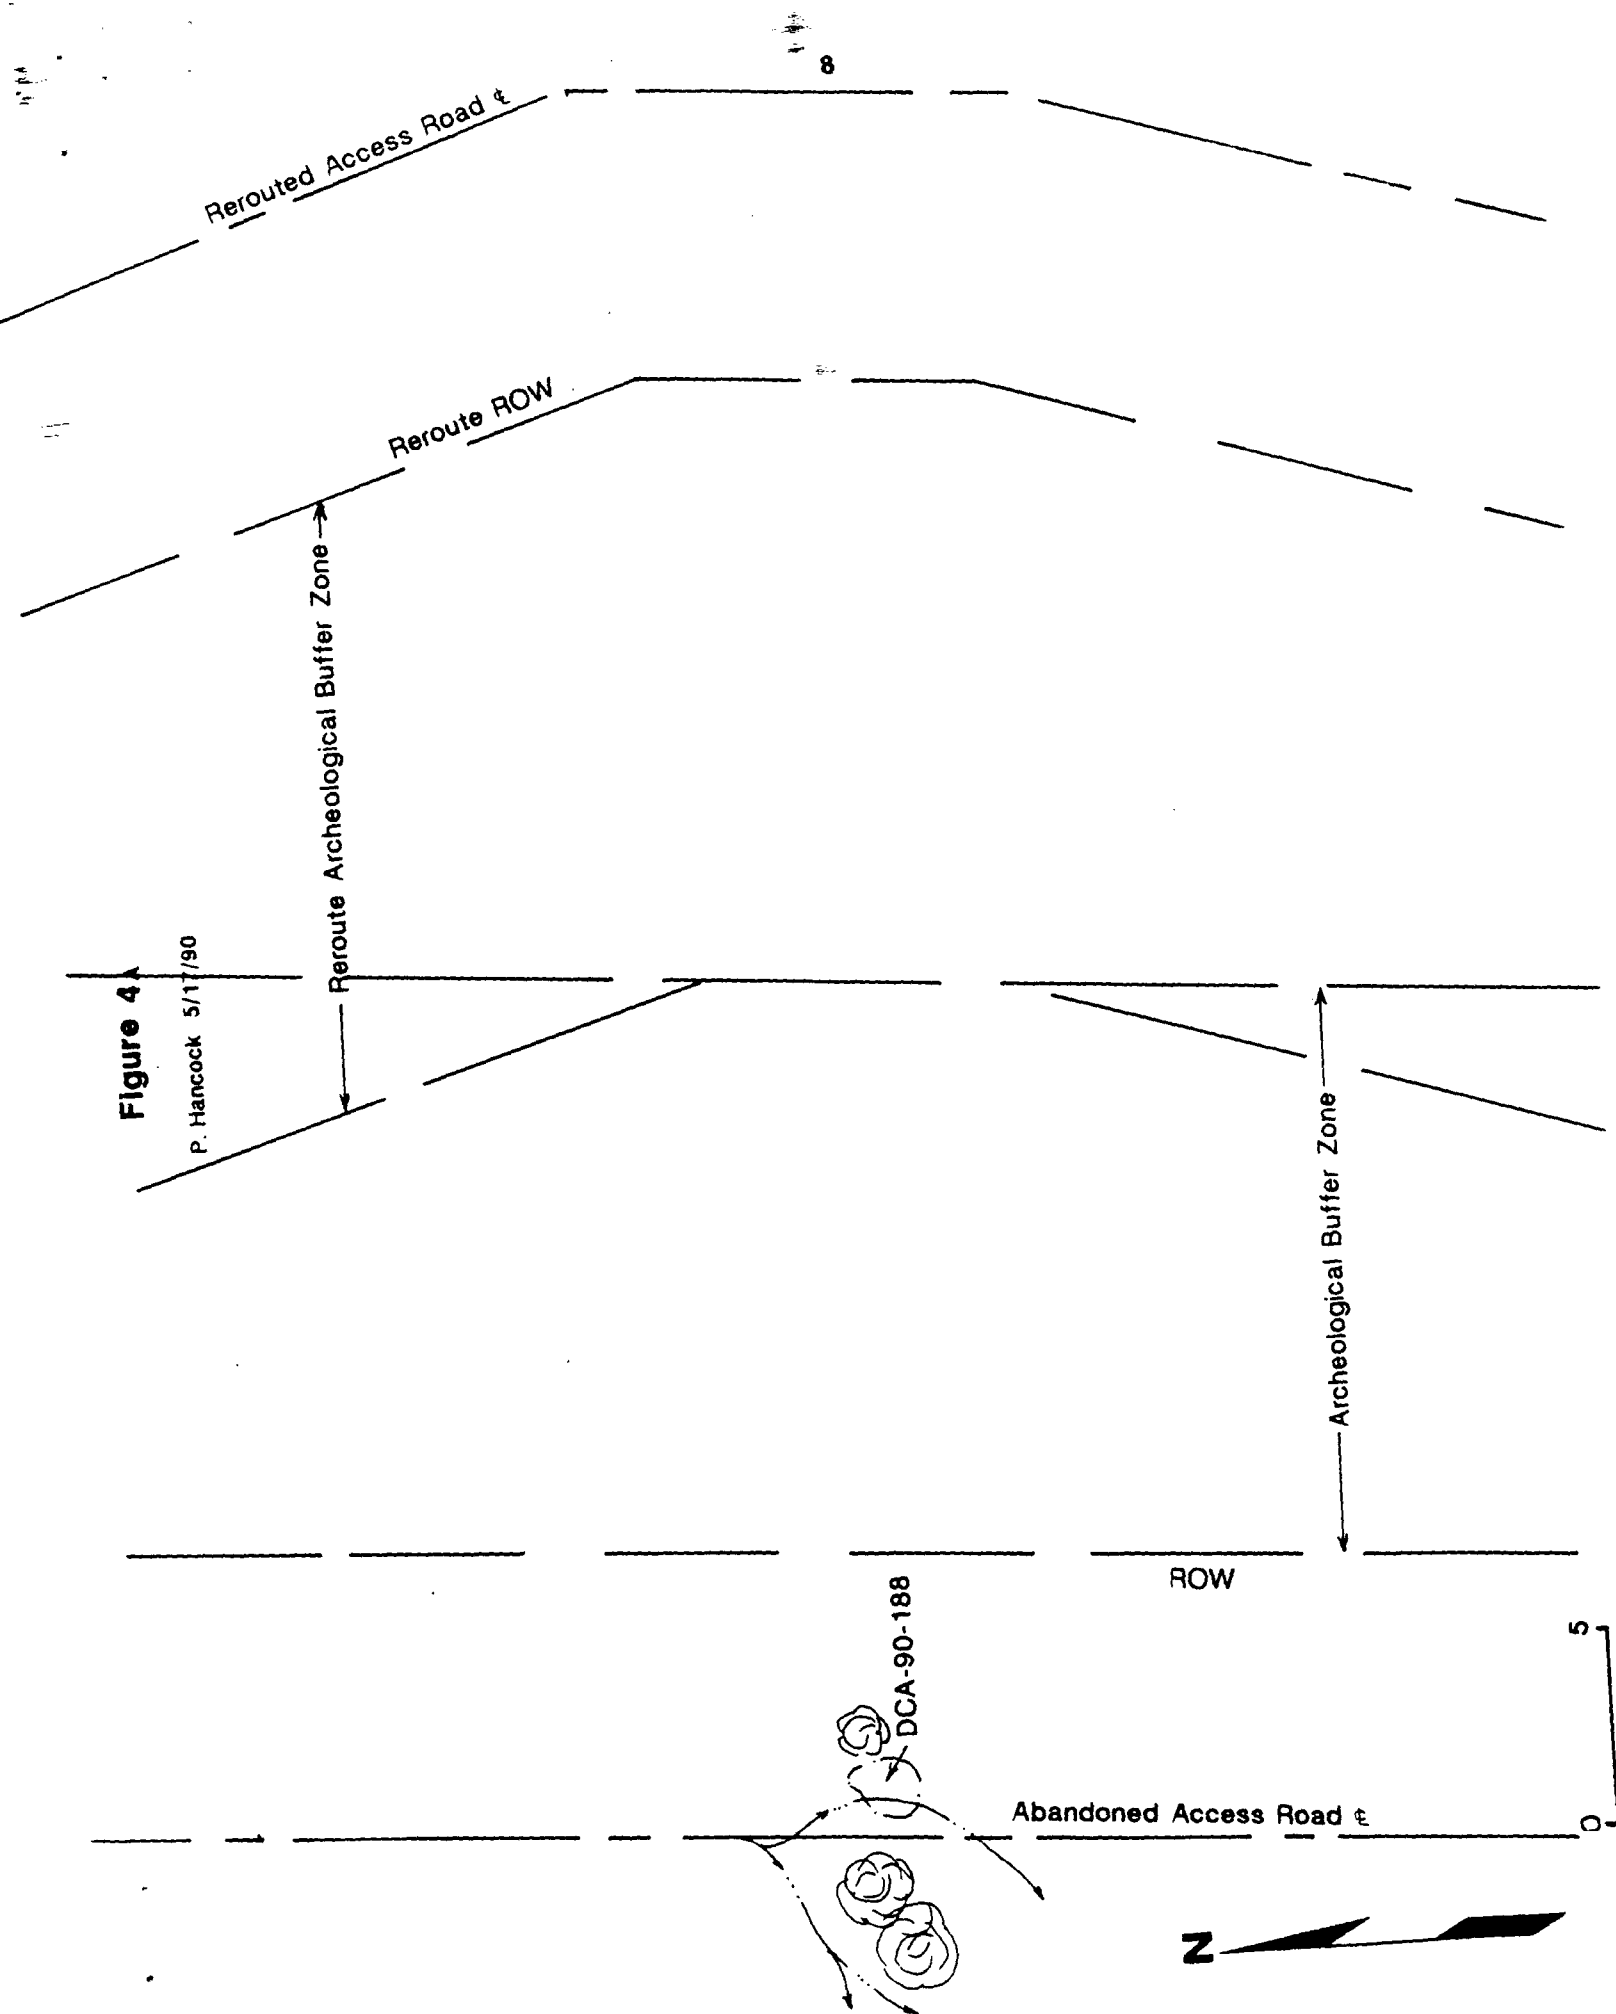 8
Rerouted Access Road ℄
Reroute ROW
Reroute Archeological Buffer Zone
Figure 4
P. Hancock 5/17/90
Archeological Buffer Zone
ROW
DCA-90-188
Abandoned Access Road ℄
5
0
N